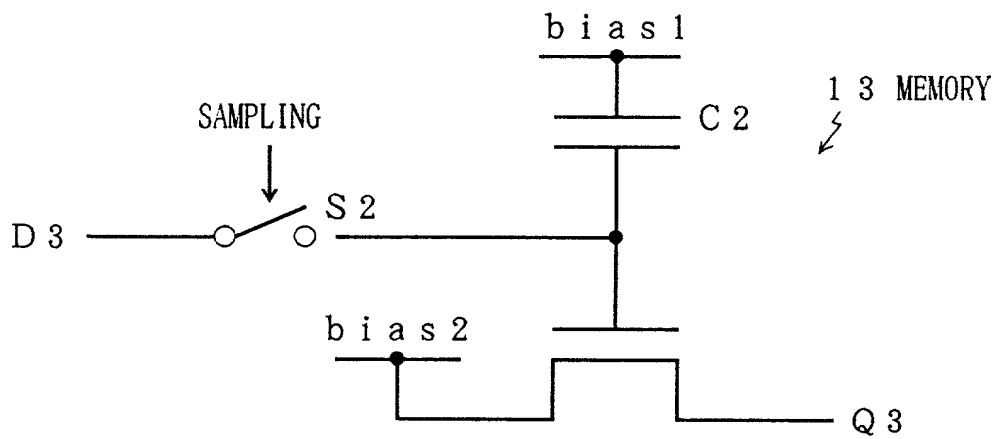 bias1
13 MEMORY
C2
SAMPLING
S2
D3
bias2
Q3